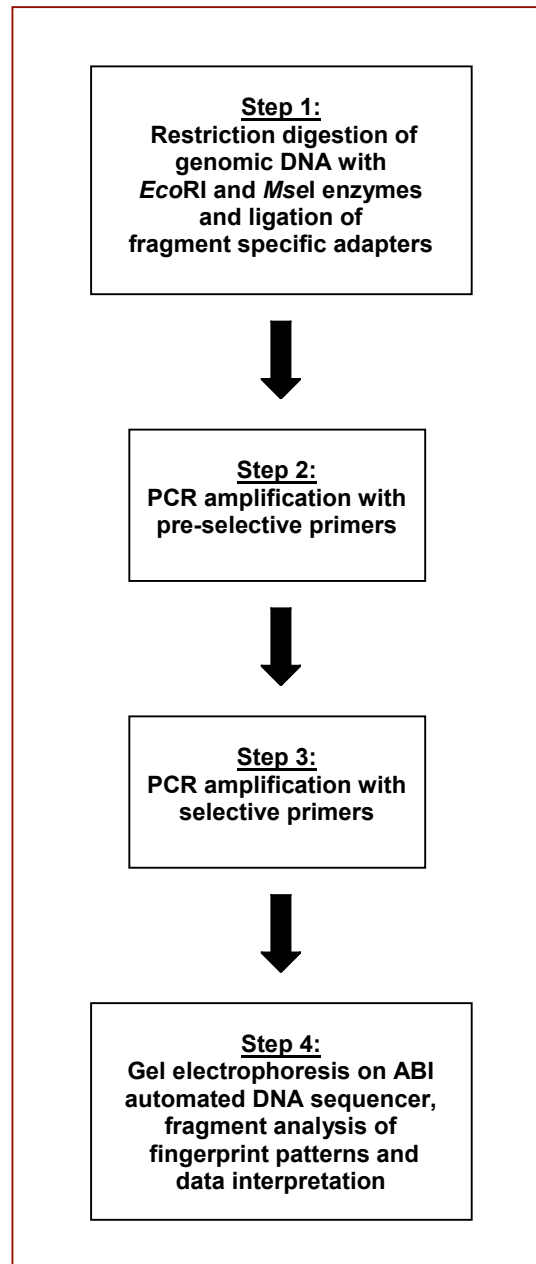 Step 1:
Restriction digestion of
genomic DNA with
EcoRI and MseI enzymes
and ligation of
fragment specific adapters
Step 2:
PCR amplification with
pre-selective primers
Step 3:
PCR amplification with
selective primers
Step 4:
Gel electrophoresis on ABI
automated DNA sequencer,
fragment analysis of
fingerprint patterns and
data interpretation